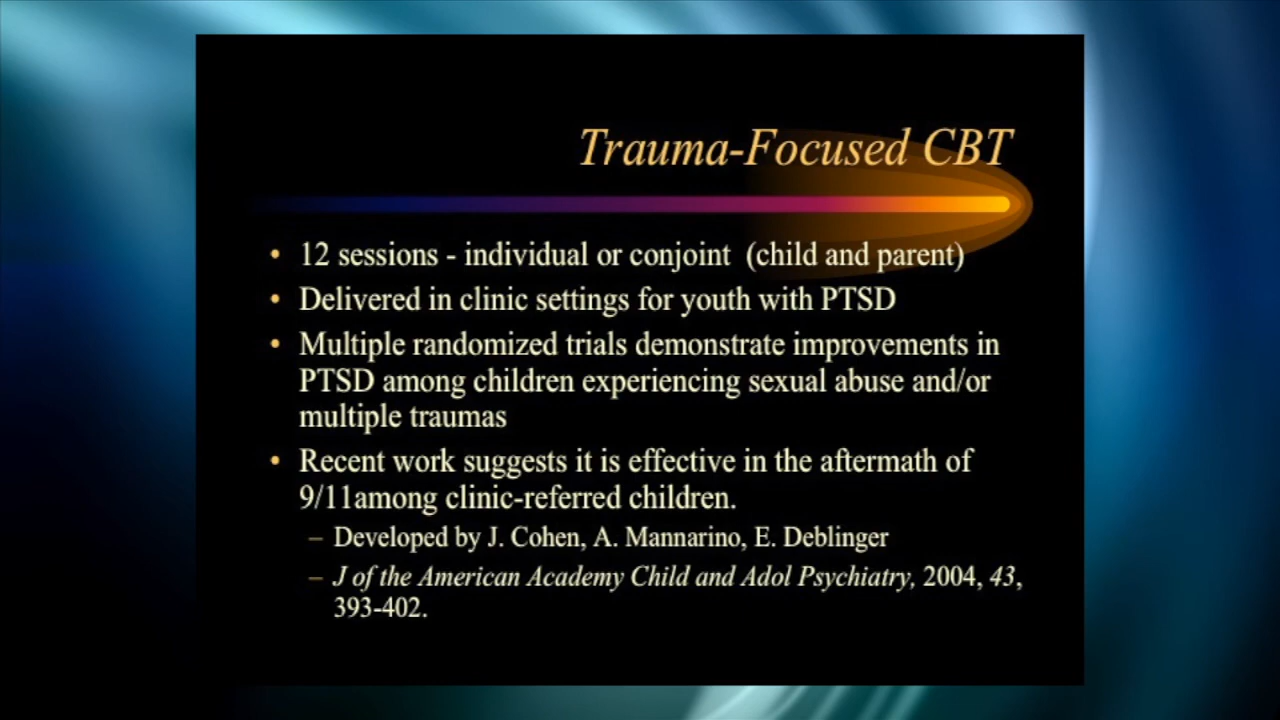 Trauma-Focused CBT
• 12 sessions - individual or conjoint (child and parent)
• Delivered in clinic settings for youth with PTSD
• Multiple randomized trials demonstrate improvements in
PTSD among children experiencing sexual abuse and/or
multiple traumas
• Recent work suggests it is effective in the aftermath of
9/11among clinic-referred children.
– Developed by J. Cohen, A. Mannarino, E. Deblinger
– J of the American Academy Child and Adol Psychiatry, 2004, 43,
393-402.